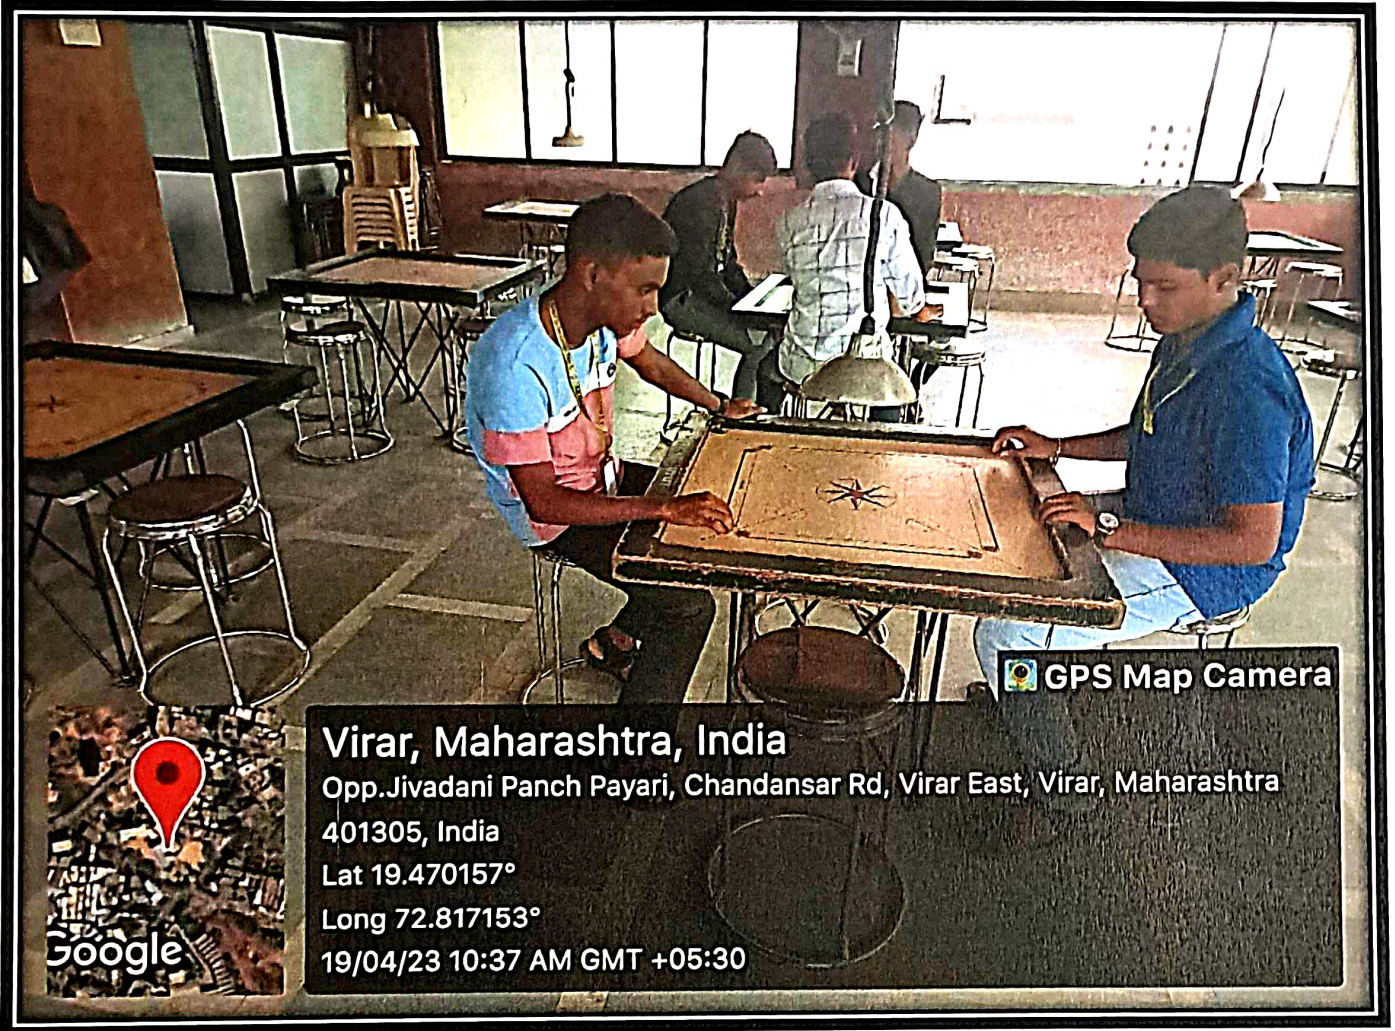 GPS Map Camera
Virar, Maharashtra, India
Opp.Jivadani Panch Payari, Chandansar Rd, Virar East, Virar, Maharashtra
401305, India
Lat 19.470157°
Long 72.817153°
19/04/23 10:37 AM GMT +05:30
Google